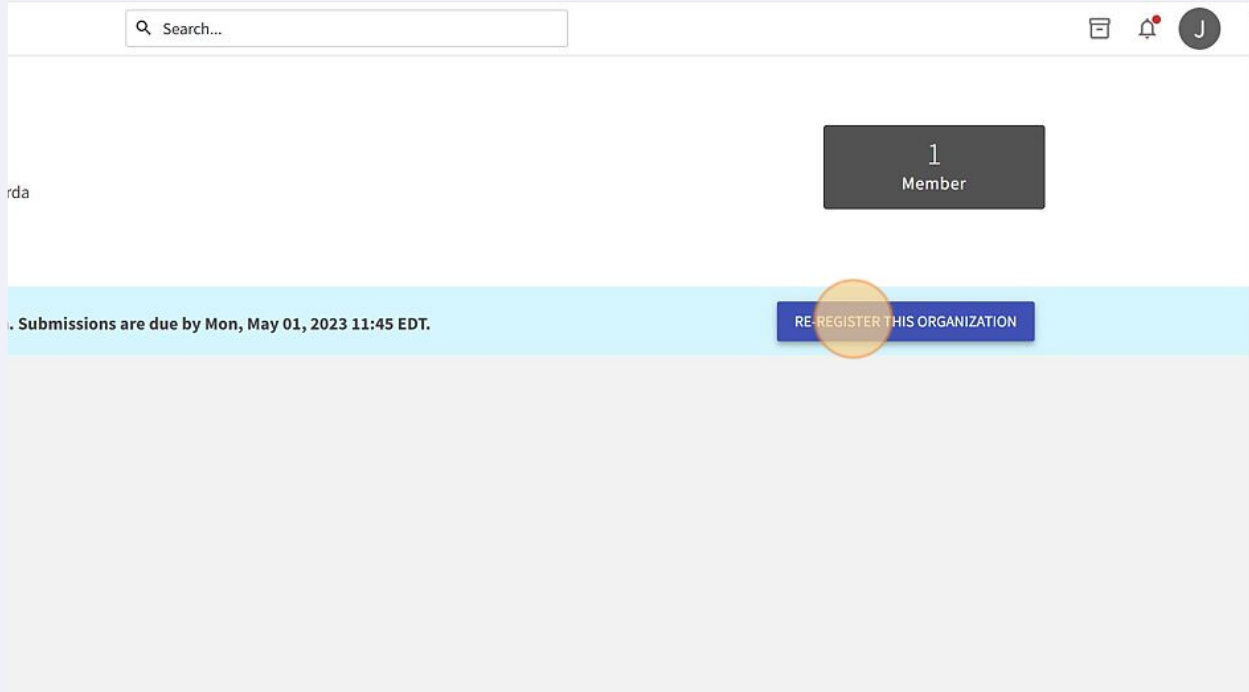 Search...
J
1
Member
rda
. Submissions are due by Mon, May 01, 2023 11:45 EDT.
RE-REGISTER THIS ORGANIZATION